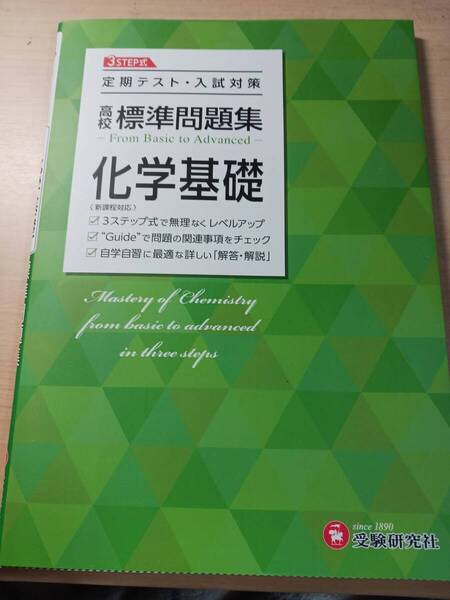 3STEP式
定期テスト・入試対策
高校 標準問題集
From Basic to Advanced
化学基礎
〈新課程対応〉
3ステップ式で無理なくレベルアップ
"Guide"で問題の関連事項をチェック
自学自習に最適な詳しい「解答・解説」
Mastery of Chemistry
from basic to advanced
in three steps
since 1890
受験研究社